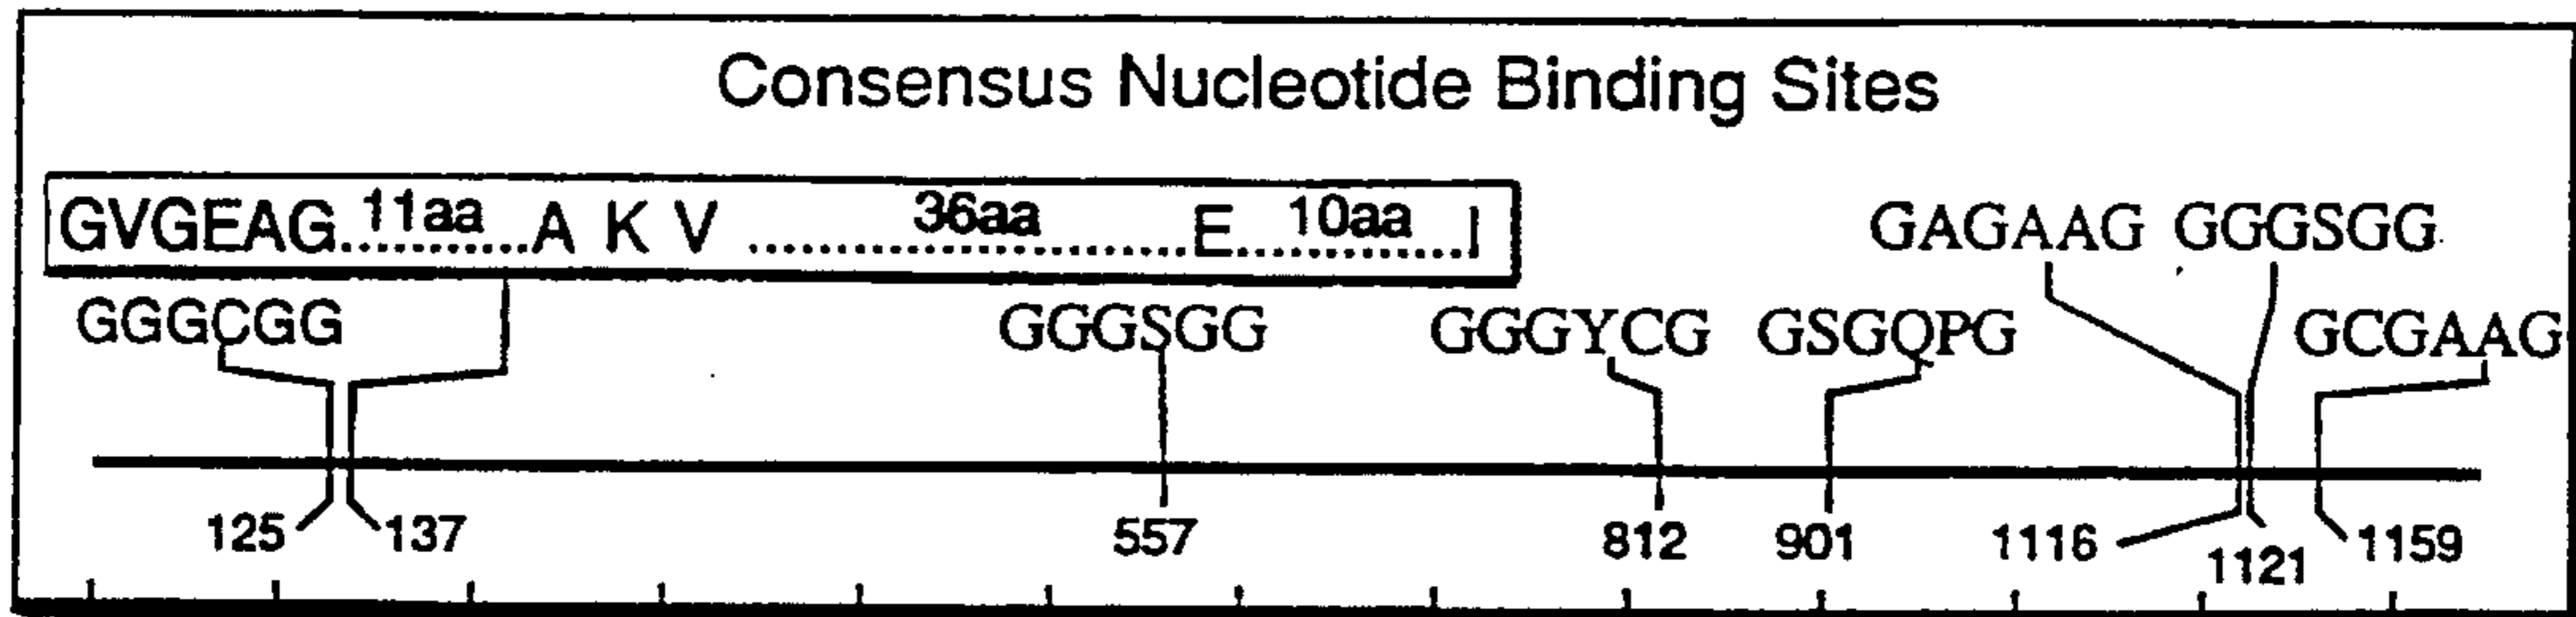 Consensus Nucleotide Binding Sites
GVGEAG...11aa...A K V ...36aa...E...10aa...I
GAGAAG GGGSGG
GGGCGG GGGSGG GGGYCG GSGQPG GCGAAG
125 137 557 812 901 1116 1121 1159